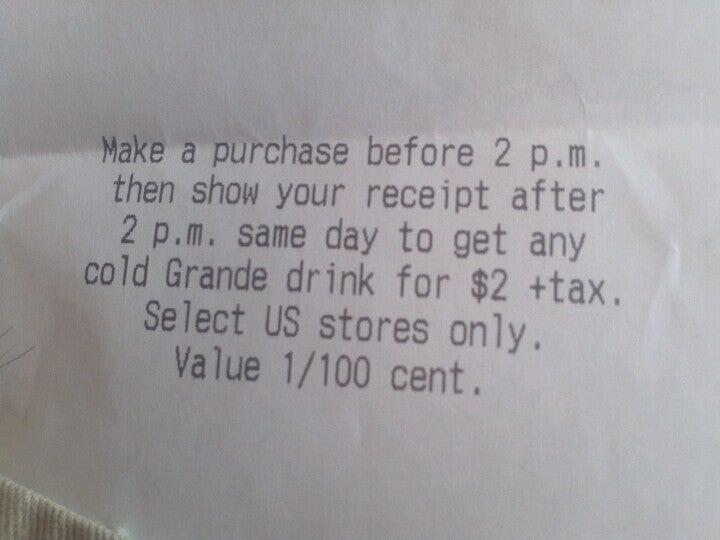 Make a purchase before 2 p.m.
then show your receipt after
2 p.m. same day to get any
cold Grande drink for $2 +tax.
Select US stores only.
Value 1/100 cent.